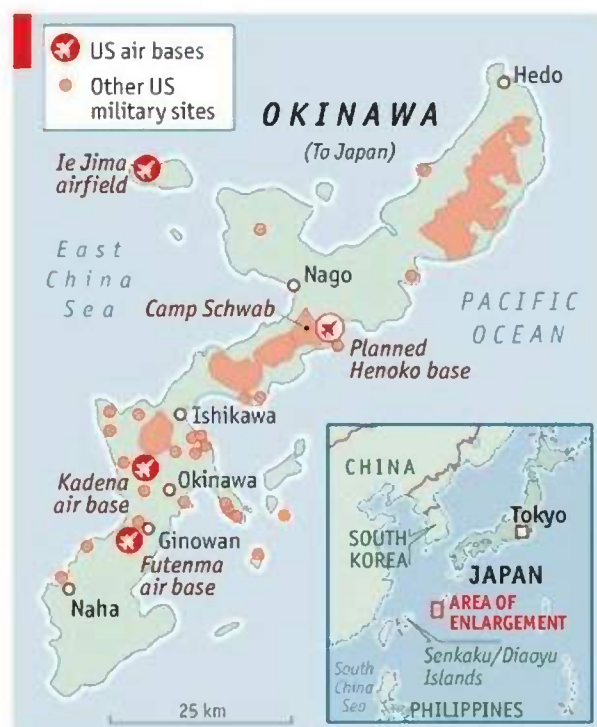 US air bases
Other US
military sites
OKINAWA
(To Japan)
Hedo
Ie Jima
airfield
East
China
Sea
Nago
Camp Schwab
PACIFIC
OCEAN
Planned
Henoko base
Ishikawa
Kadena
air base
Okinawa
Ginowan
Futenma
air base
Naha
25 km
CHINA
SOUTH
KOREA
Tokyo
JAPAN
AREA OF
ENLARGEMENT
Senkaku/Diaoyu
Islands
South
China
Sea
PHILIPPINES